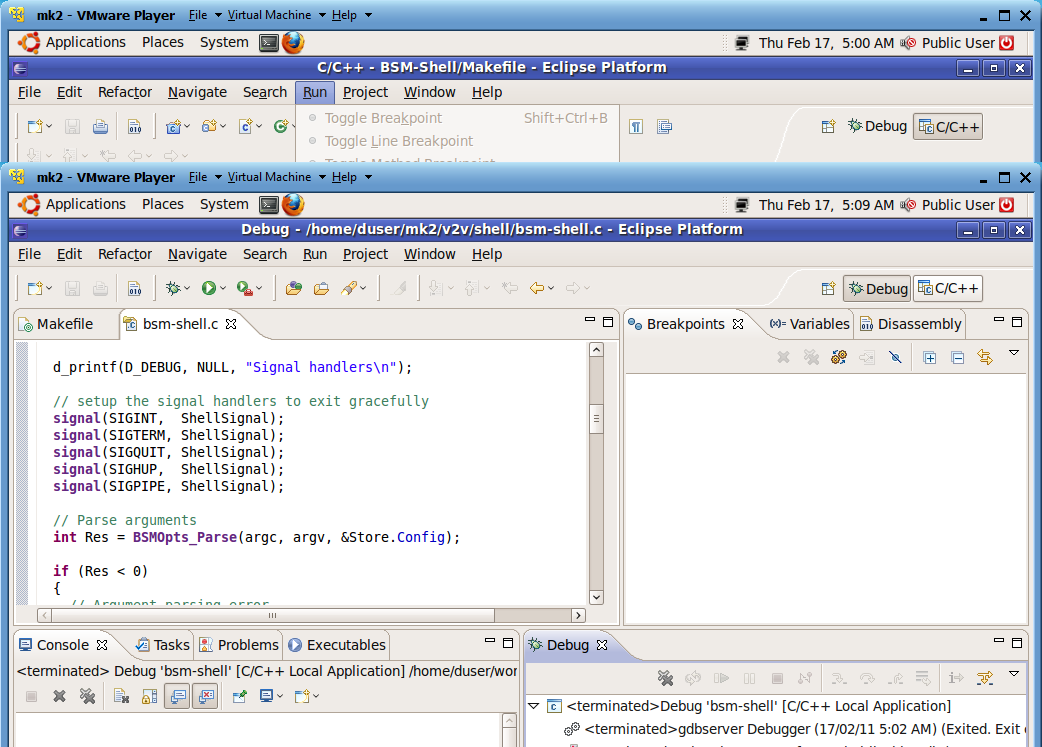 mk2 - VMware Player File Virtual Machine Help
Applications Places System Thu Feb 17, 5:00 AM Public User
C/C++ - BSM-Shell/Makefile - Eclipse Platform
File Edit Refactor Navigate Search Run Project Window Help
Toggle Breakpoint Shift+Ctrl+B
Debug C/C++
Toggle Line Breakpoint
Toggle Method Breakpoint
mk2 - VMware Player File Virtual Machine Help
Applications Places System Thu Feb 17, 5:09 AM Public User
Debug - /home/duser/mk2/v2v/shell/bsm-shell.c - Eclipse Platform
File Edit Refactor Navigate Search Run Project Window Help
Debug C/C++
Makefile bsm-shell.c
Breakpoints Variables Disassembly
d_printf(D_DEBUG, NULL, "Signal handlers\n");
// setup the signal handlers to exit gracefully
signal(SIGINT,  ShellSignal);
signal(SIGTERM, ShellSignal);
signal(SIGQUIT, ShellSignal);
signal(SIGHUP,  ShellSignal);
signal(SIGPIPE, ShellSignal);
// Parse arguments
int Res = BSMOpts_Parse(argc, argv, &Store.Config);
if (Res < 0)
{
// Argument parsing error
Console Tasks Problems Executables
<terminated> Debug 'bsm-shell' [C/C++ Local Application] /home/duser/wor
Debug
<terminated>Debug 'bsm-shell' [C/C++ Local Application]
<terminated>gdbserver Debugger (17/02/11 5:02 AM) (Exited. Exit